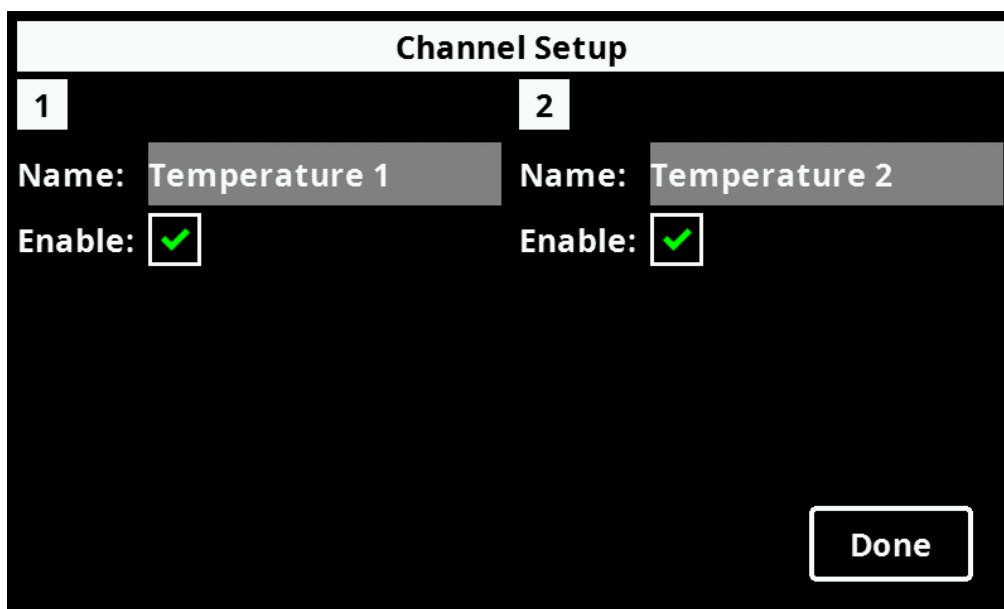 Channel Setup
1
2
Name: Temperature 1
Name: Temperature 2
Enable:
Enable:
Done